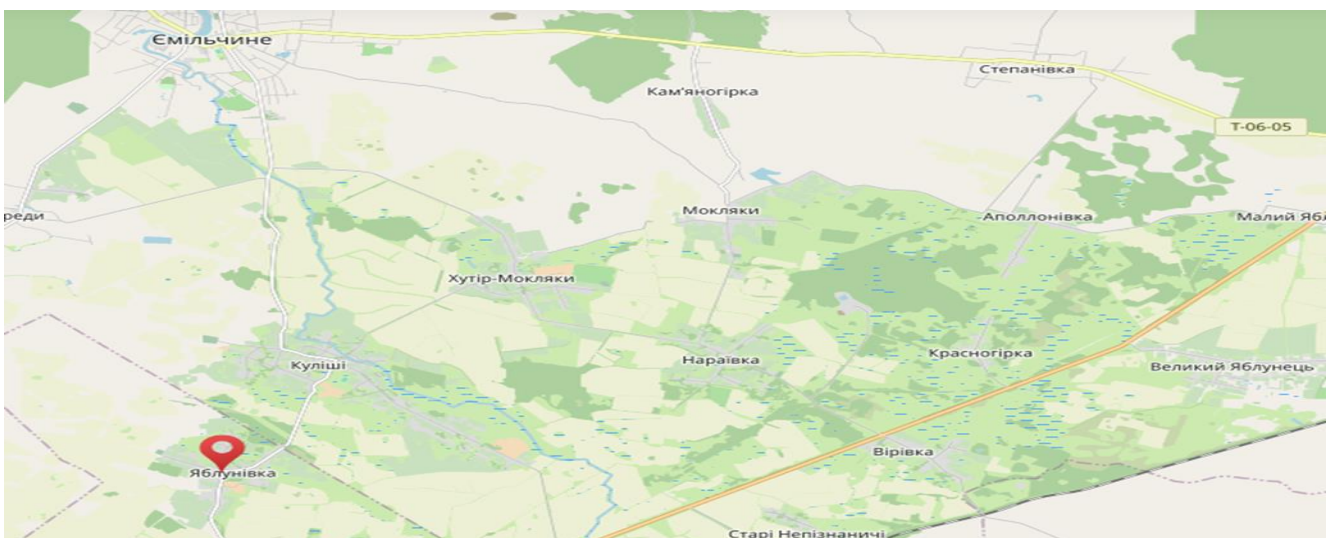 Ємільчине
Степанівка
Кам'яногірка
Т-06-05
реди
Мокляки
Аполлонівка
Малий Ябл
Хутір-Мокляки
Куліші
Нараївка
Красногірка
Великий Яблунець
Вірівка
Яблунівка
Старі Непізнаничі